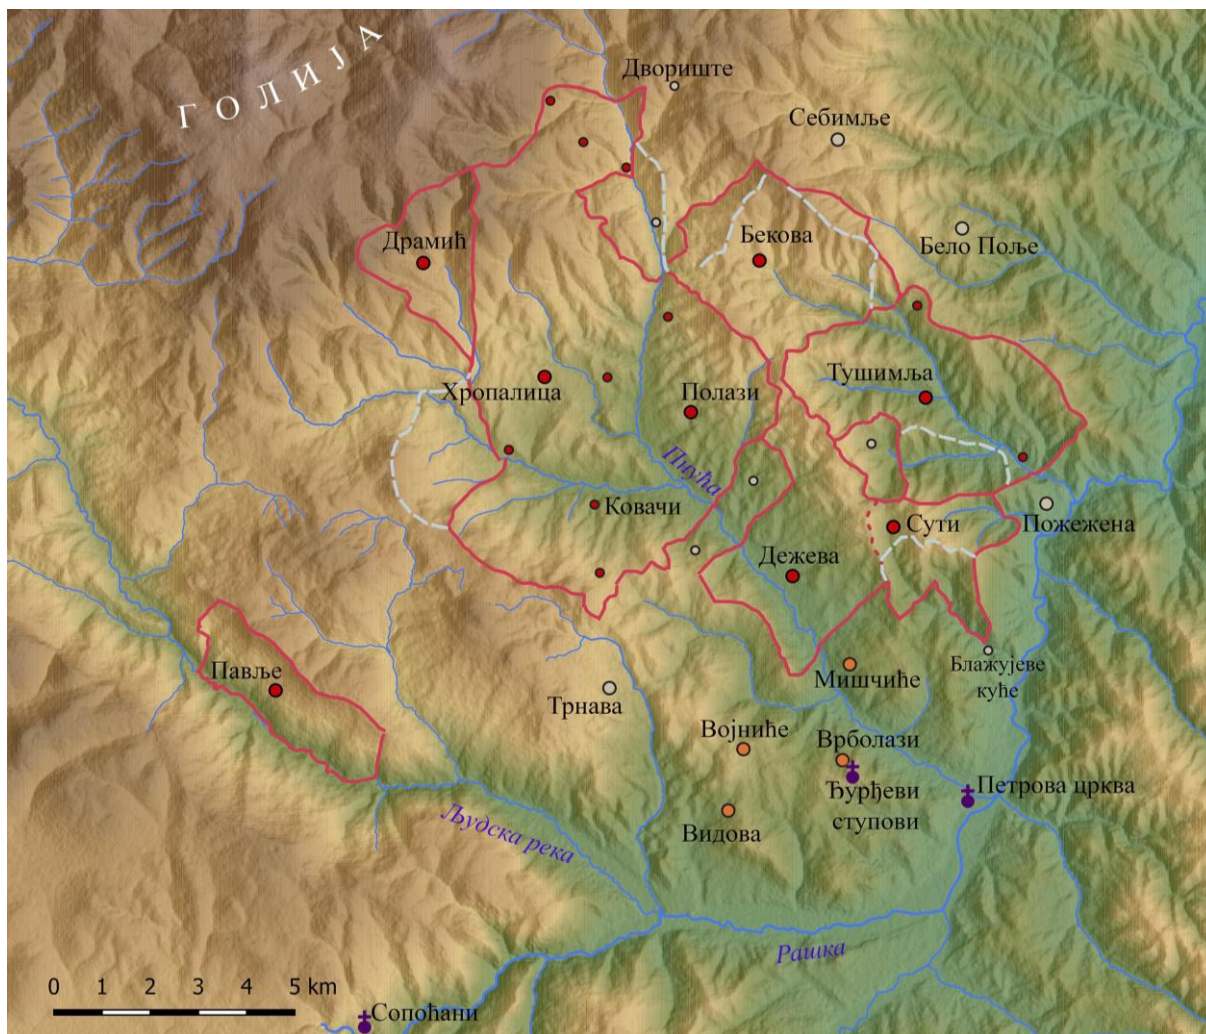 ГОЛИЈА
Двориште
Себимље
Бело Поље
Драмић
Бекова
Хропалица
Полази
Тушимља
Пнућа
Ковачи
Сути
Пожежена
Дежева
Павље
Трнава
Мишчиће
Блажујеве
куће
Војниће
Врболази
Ђурђеви
ступови
Петрова црква
Видова
Људска река
Рашка
0 1 2 3 4 5 km
Сопоћани